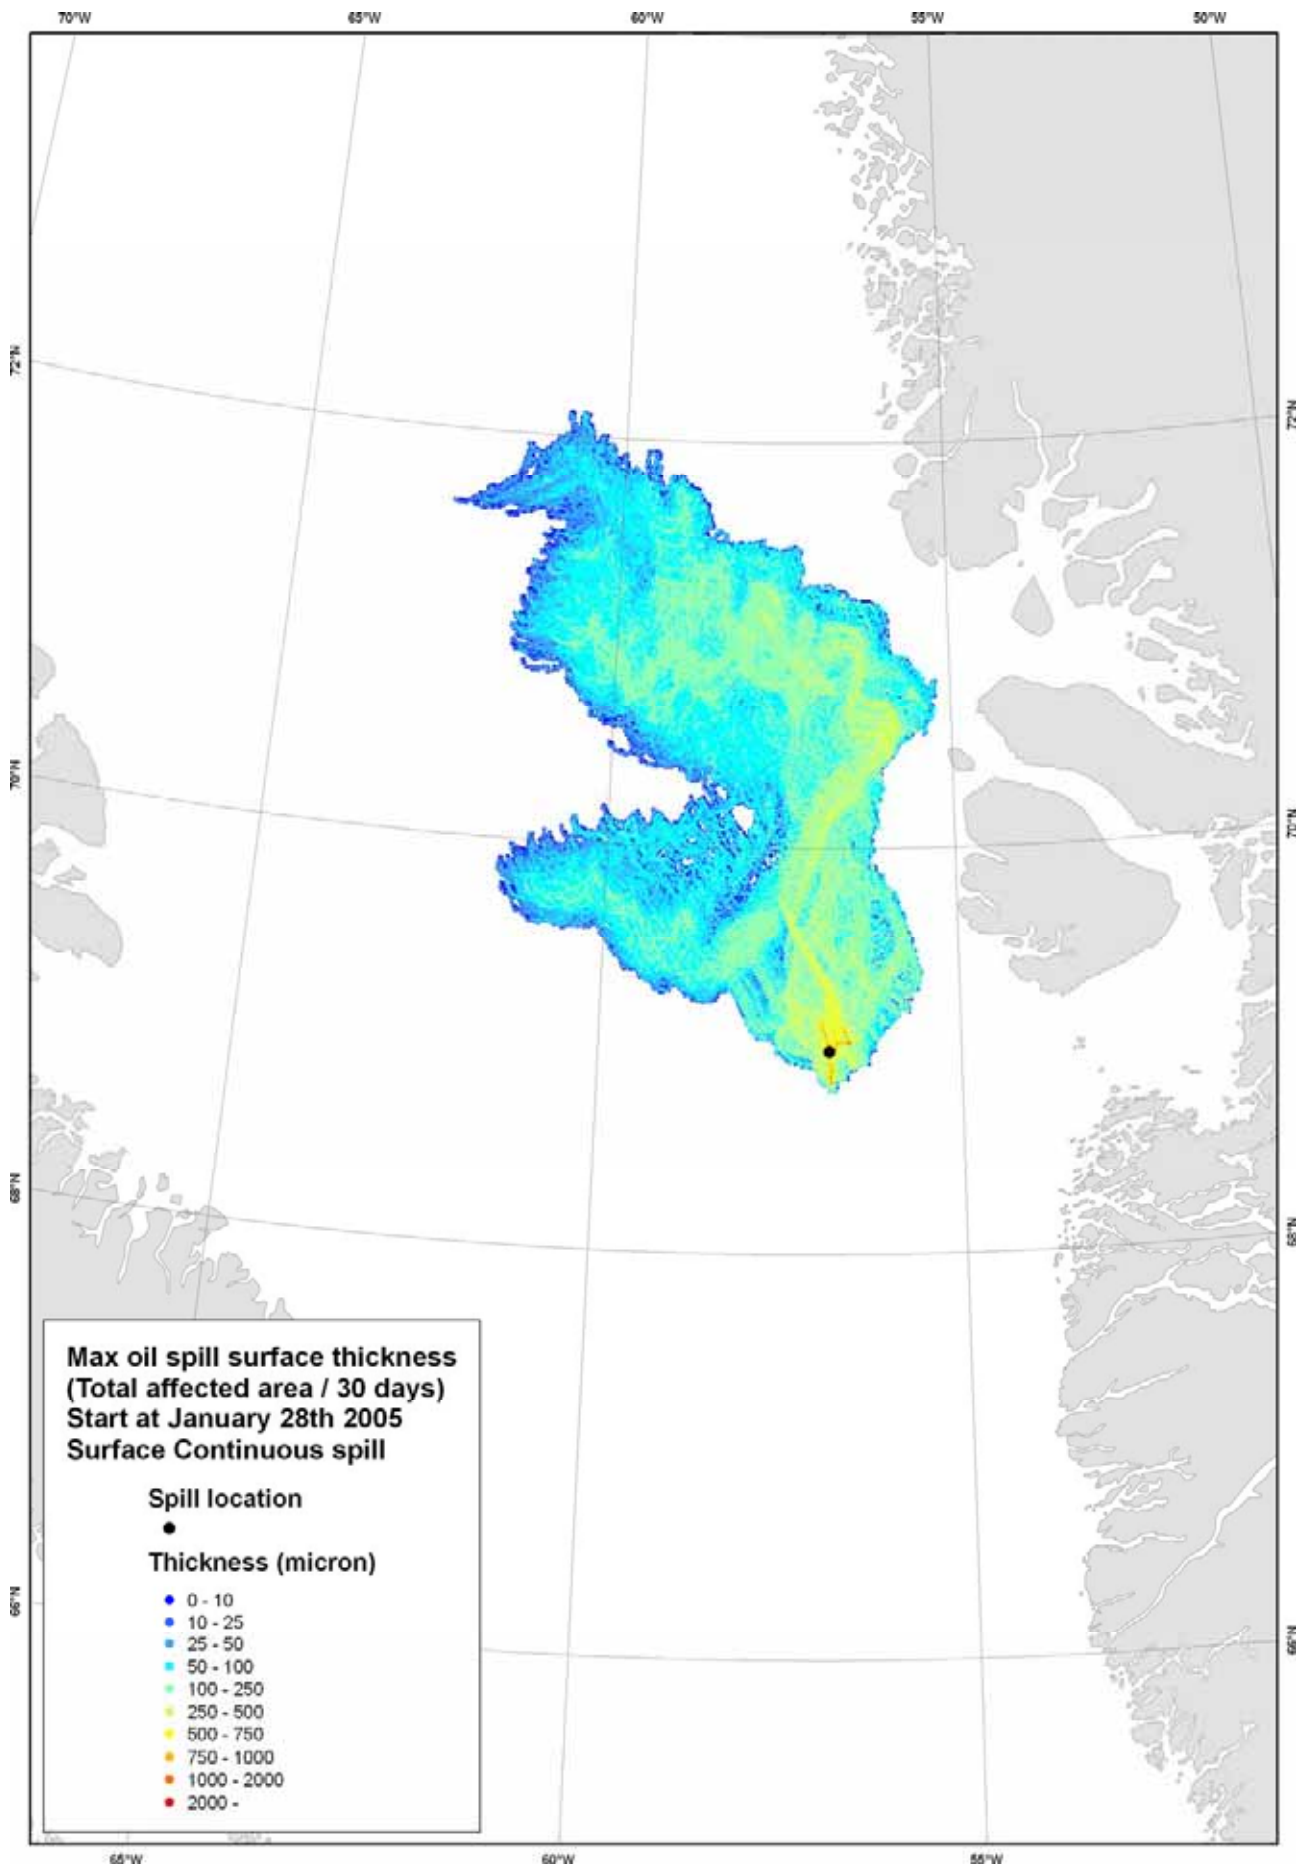 70°W 65°W 60°W 55°W 50°W
72°N
72°N
70°N
70°N
68°N
68°N
66°N
66°N
Max oil spill surface thickness
(Total affected area / 30 days)
Start at January 28th 2005
Surface Continuous spill
Spill location
Thickness (micron)
0 - 10
10 - 25
25 - 50
50 - 100
100 - 250
250 - 500
500 - 750
750 - 1000
1000 - 2000
2000 -
65°W 60°W 55°W